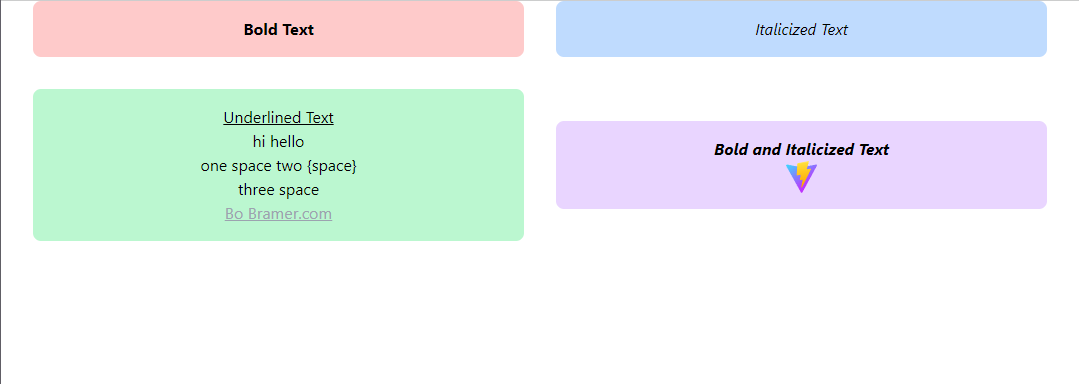 Bold Text
Italicized Text
Underlined Text
hi hello
one space two {space}
three space
Bo Bramer.com
Bold and Italicized Text